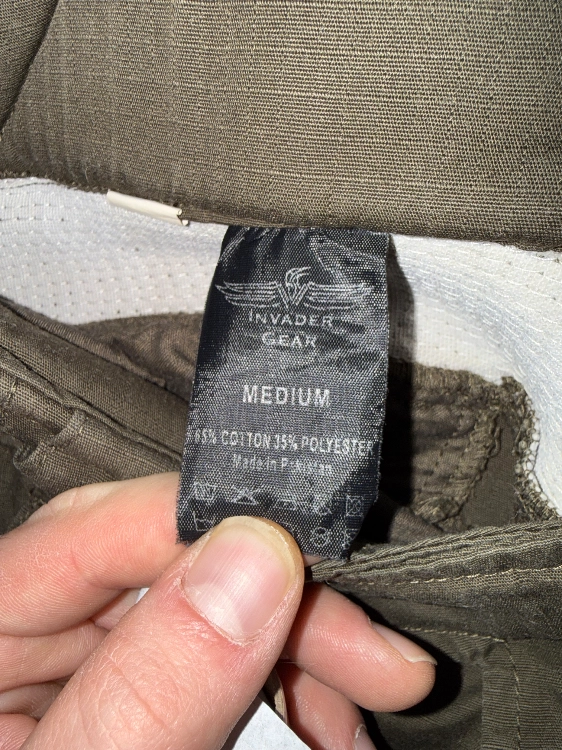 INVADER
GEAR
MEDIUM
65% COTTON 35% POLYESTER
Made in Pakistan